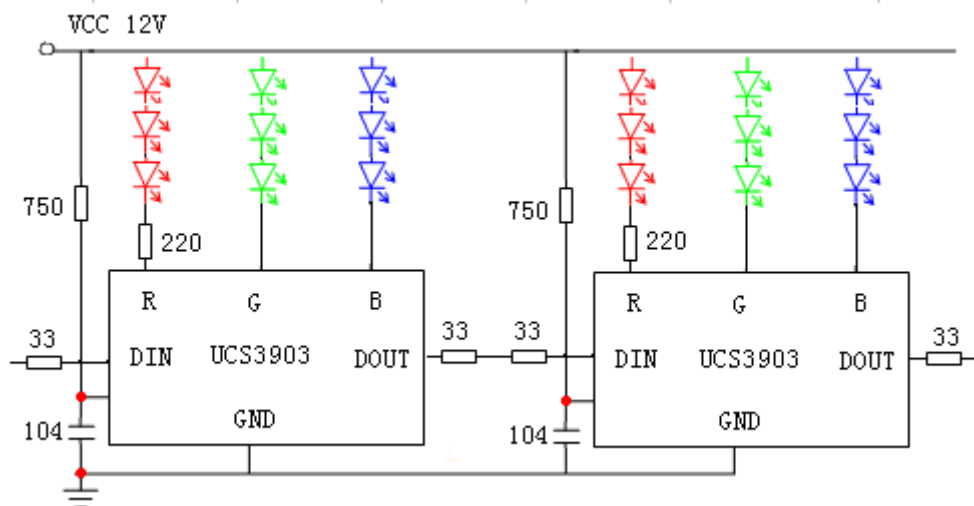 VCC 12V
750
220
750
220
R G B
R G B
33
DIN UCS3903 DOUT
33
33
DIN UCS3903 DOUT
33
104
GND
104
GND